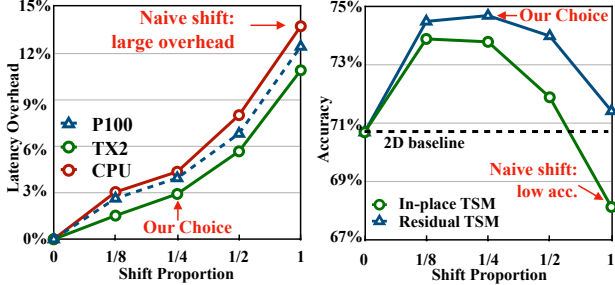 15%
12%
9%
6%
3%
0%
Latency Overhead
Naive shift:
large overhead
P100
TX2
CPU
Our Choice
0 1/8 1/4 1/2 1
Shift Proportion
75%
73%
71%
68%
67%
Accuracy
Our Choice
2D baseline
Naive shift:
low acc.
In-place TSM
Residual TSM
0 1/8 1/4 1/2 1
Shift Proportion